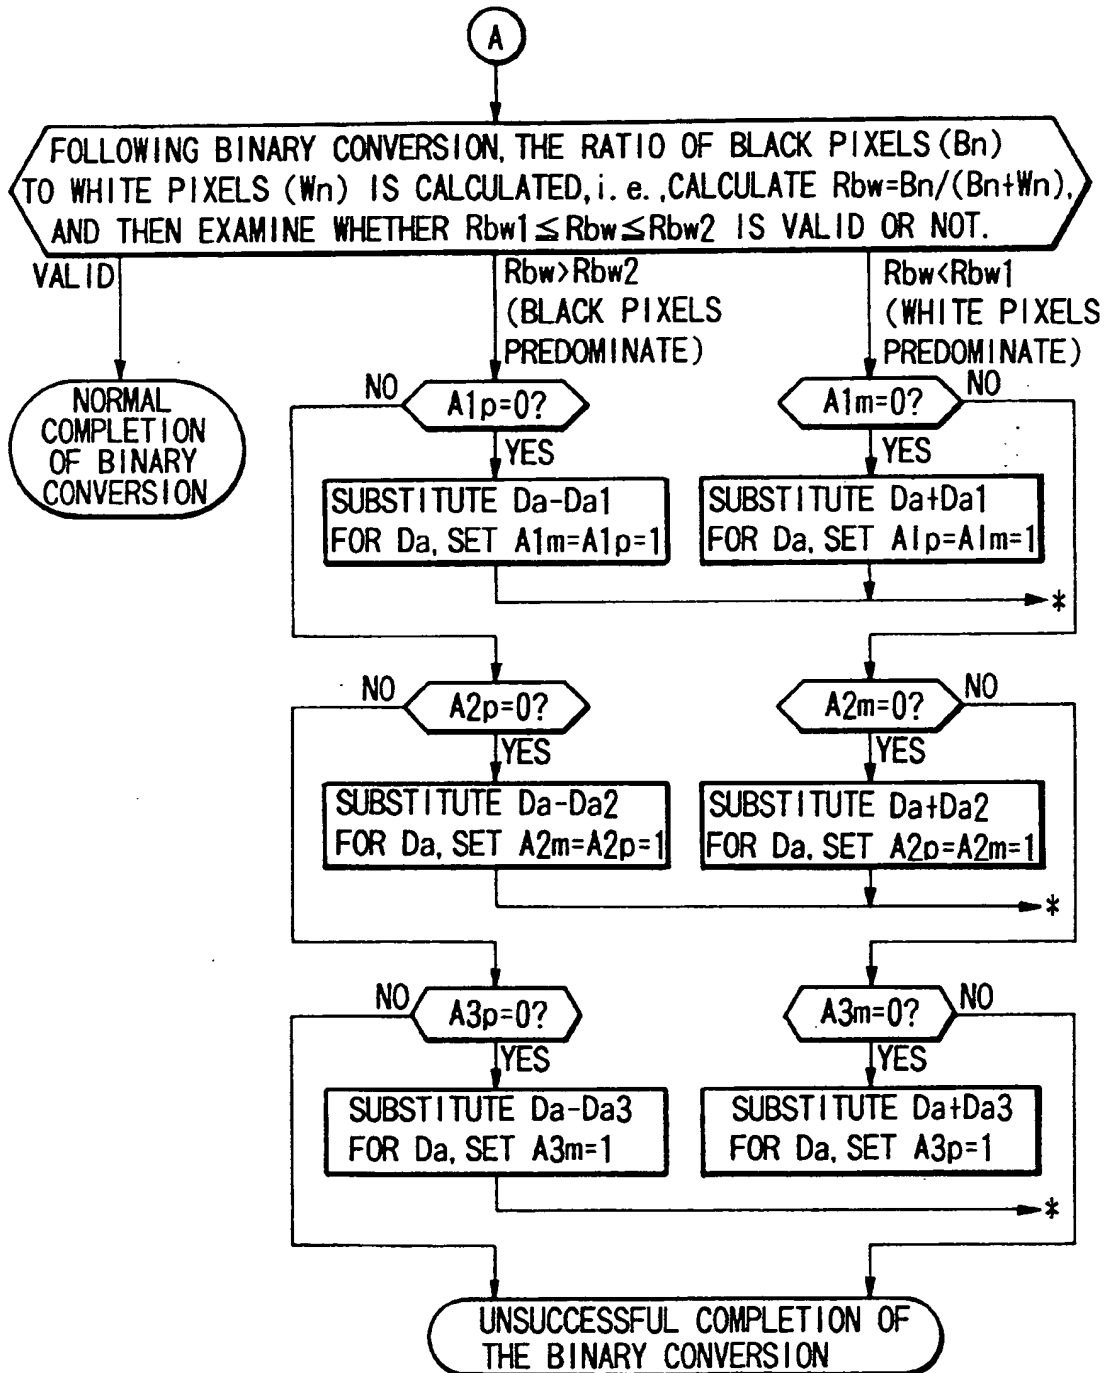 A
FOLLOWING BINARY CONVERSION, THE RATIO OF BLACK PIXELS (Bn)
TO WHITE PIXELS (Wn) IS CALCULATED, i. e., CALCULATE Rbw=Bn/(Bn+Wn),
AND THEN EXAMINE WHETHER Rbw1≦Rbw≦Rbw2 IS VALID OR NOT.
VALID
Rbw>Rbw2
(BLACK PIXELS
PREDOMINATE)
Rbw<Rbw1
(WHITE PIXELS
PREDOMINATE)
NORMAL
COMPLETION
OF BINARY
CONVERSION
NO
A1p=0?
YES
A1m=0?
NO
YES
SUBSTITUTE Da-Da1
FOR Da, SET A1m=A1p=1
SUBSTITUTE Da+Da1
FOR Da, SET A1p=A1m=1
*
NO
A2p=0?
YES
A2m=0?
NO
YES
SUBSTITUTE Da-Da2
FOR Da, SET A2m=A2p=1
SUBSTITUTE Da+Da2
FOR Da, SET A2p=A2m=1
*
NO
A3p=0?
YES
A3m=0?
NO
YES
SUBSTITUTE Da-Da3
FOR Da, SET A3m=1
SUBSTITUTE Da+Da3
FOR Da, SET A3p=1
*
UNSUCCESSFUL COMPLETION OF
THE BINARY CONVERSION